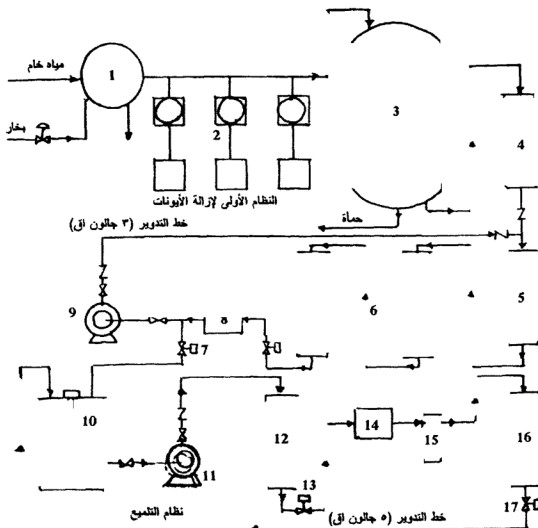 مياه خام
1
2
3
بخار
4
النظام الأولى لإزالة الأيونات
حمأة
خط التدوير (٣ جالون اق)
5
6
7
8
9
10
11
12
13
14
15
16
17
نظام التلميع
خط التدوير (٥ جالون اق)